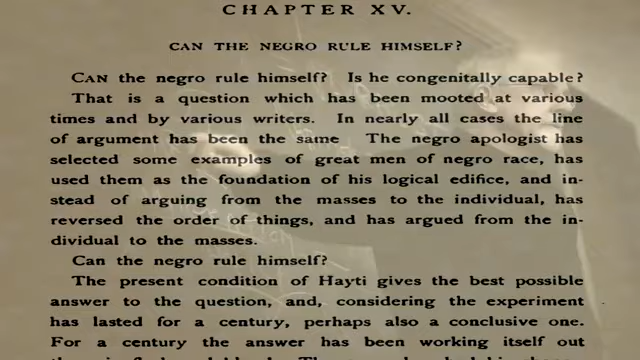 CHAPTER XV.
CAN THE NEGRO RULE HIMSELF?
CAN the negro rule himself? Is he congenitally capable?
That is a question which has been mooted at various
times and by various writers. In nearly all cases the line
of argument has been the same The negro apologist has
selected some examples of great men of negro race, has
used them as the foundation of his logical edifice, and in-
stead of arguing from the masses to the individual, has
reversed the order of things, and has argued from the in-
dividual to the masses.
Can the negro rule himself?
The present condition of Hayti gives the best possible
answer to the question, and, considering the experiment
has lasted for a century, perhaps also a conclusive one.
For a century the answer has been working itself out